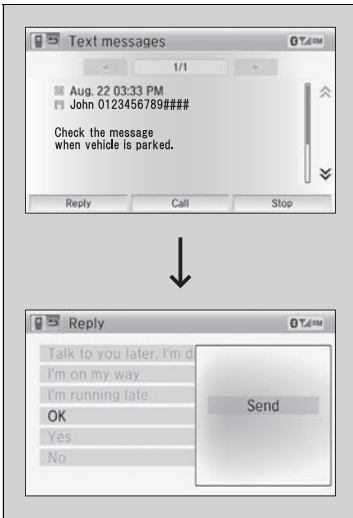 Text messages
1/1
Aug. 22 03:33 PM
John 0123456789####
Check the message
when vehicle is parked.
Reply Call Stop
Reply
Talk to you later, I'm d
I'm on my way
I'm running late.
OK
Send
Yes
No